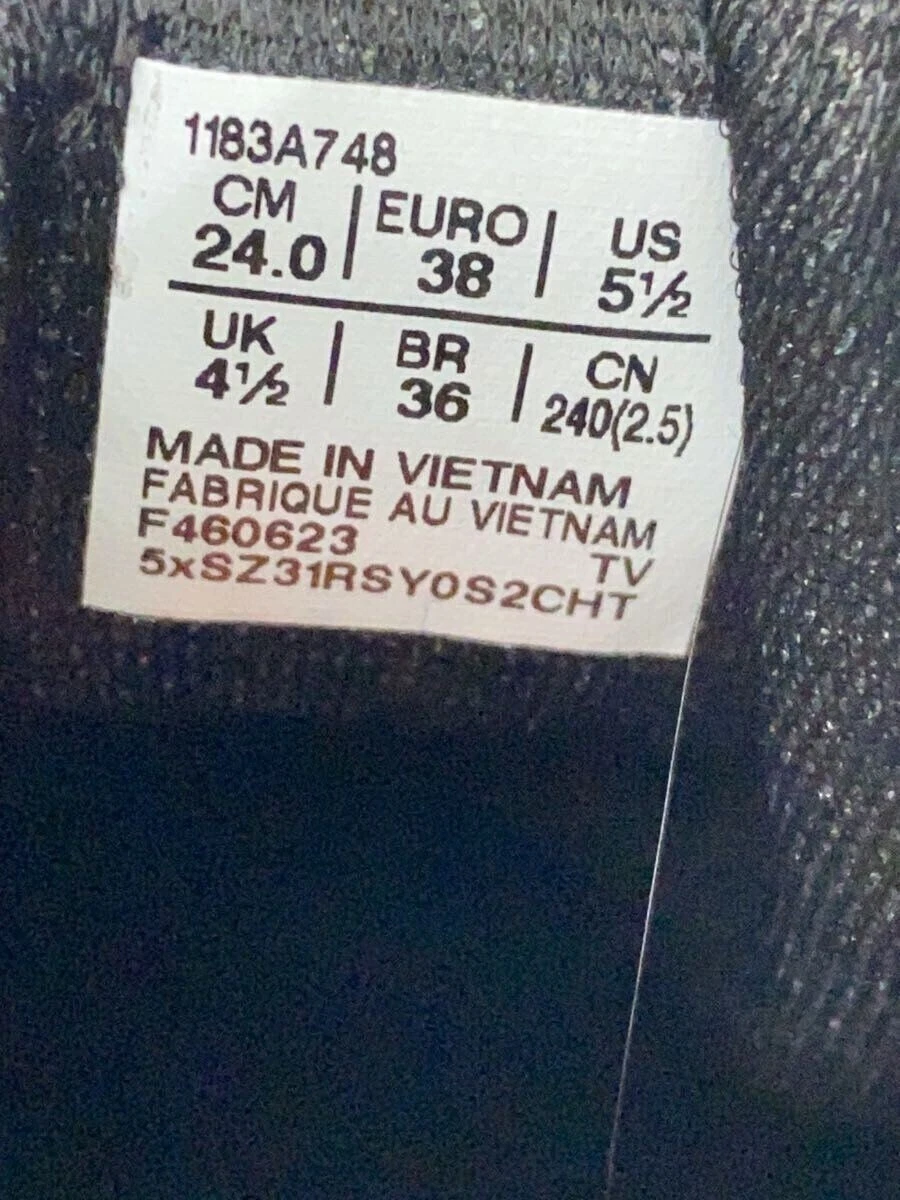 1183A748
CM | EURO | US
24.0 | 38 | 5½
UK | BR | CN
4½ | 36 | 240(2.5)
MADE IN VIETNAM
FABRIQUE AU VIETNAM
F460623 TV
5xSZ31RSY0S2CHT